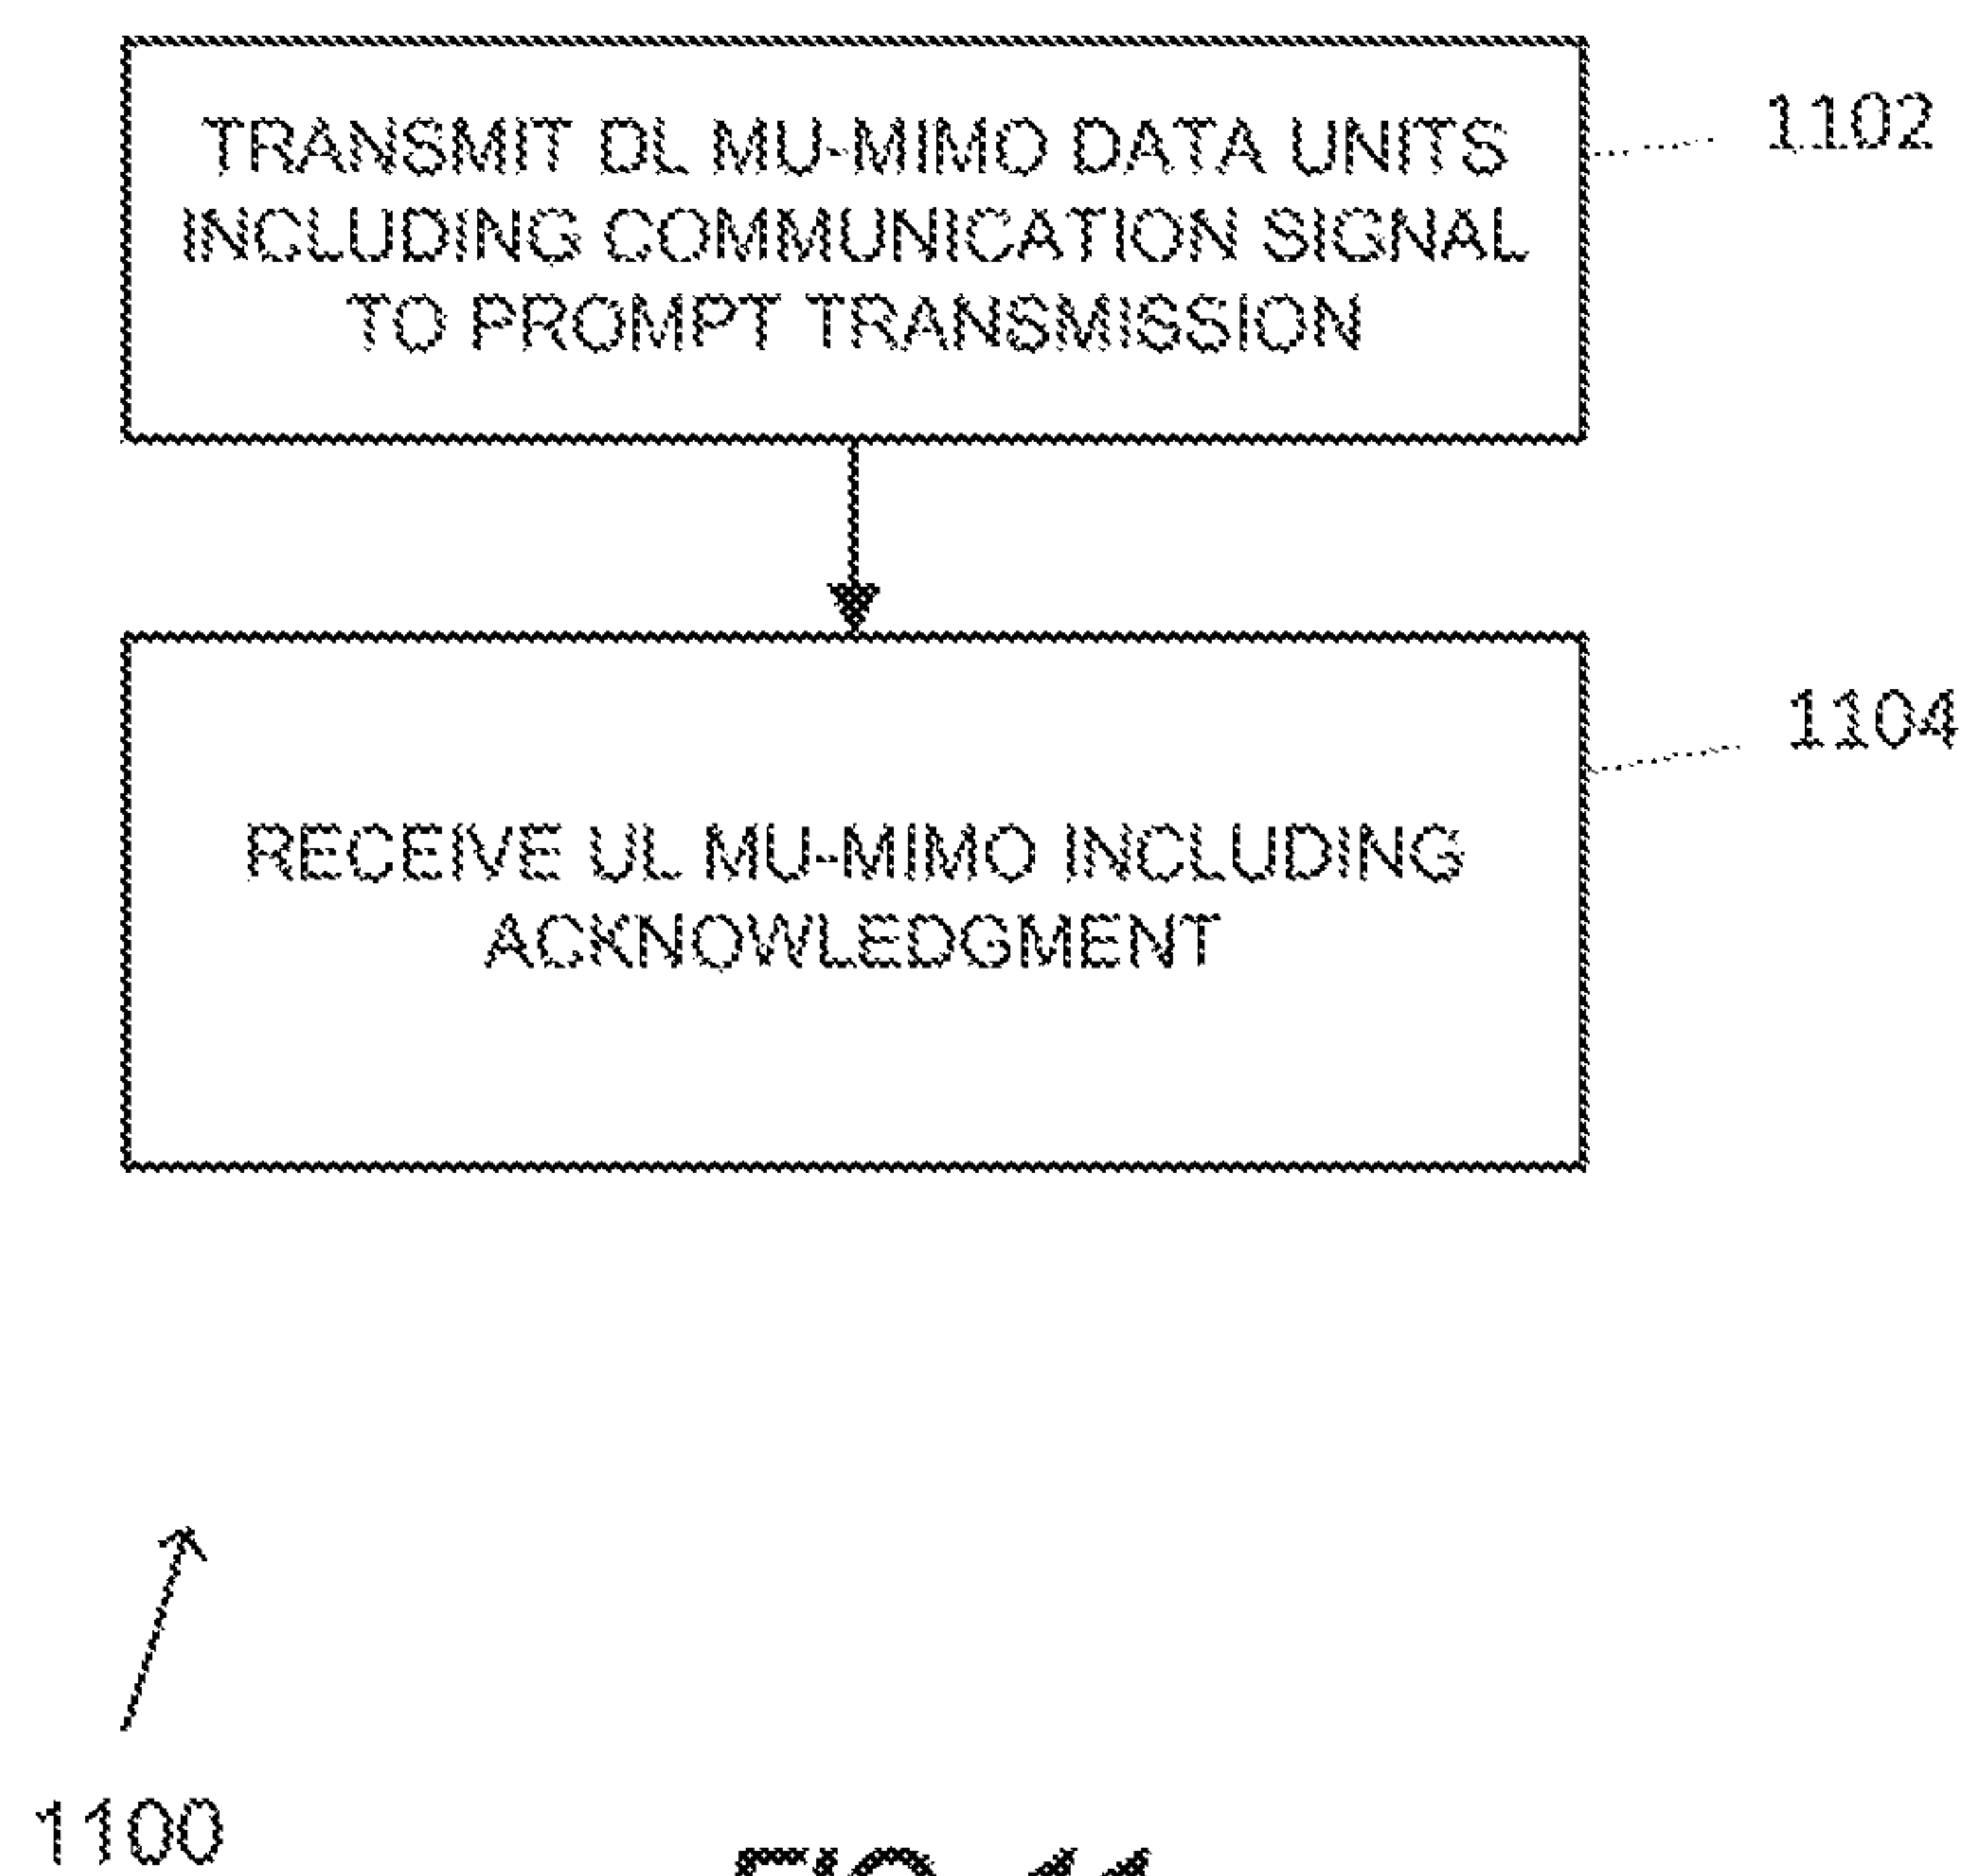 TRANSMIT DL MU-MIMO DATA UNITS
INCLUDING COMMUNICATION SIGNAL
TO PROMPT TRANSMISSION
1102
RECEIVE UL MU-MIMO INCLUDING
ACKNOWLEDGMENT
1104
1100